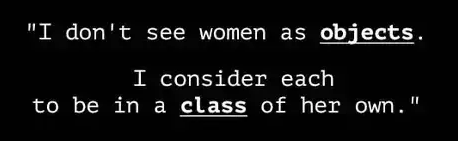 "I don't see women as objects.
I consider each
to be in a class of her own."